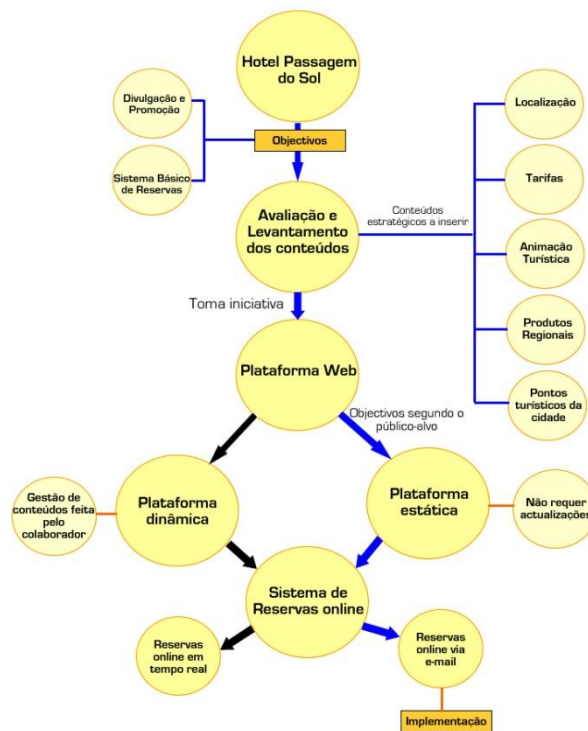 Hotel Passagem
do Sol
Divulgação e
Promoção
Objectivos
Sistema Básico
de Reservas
Localização
Tarifas
Avaliação e
Levantamento
dos conteúdos
Conteúdos
estratégicos a inserir
Animação
Turística
Toma iniciativa
Produtos
Regionais
Plataforma Web
Pontos
turísticos da
cidade
Objectivos segundo o
público-alvo
Gestão de
conteúdos feita
pelo
colaborador
Plataforma
dinâmica
Plataforma
estática
Não requer
actualizações
Sistema de
Reservas online
Reservas
online em
tempo real
Reservas
online via
e-mail
Implementação